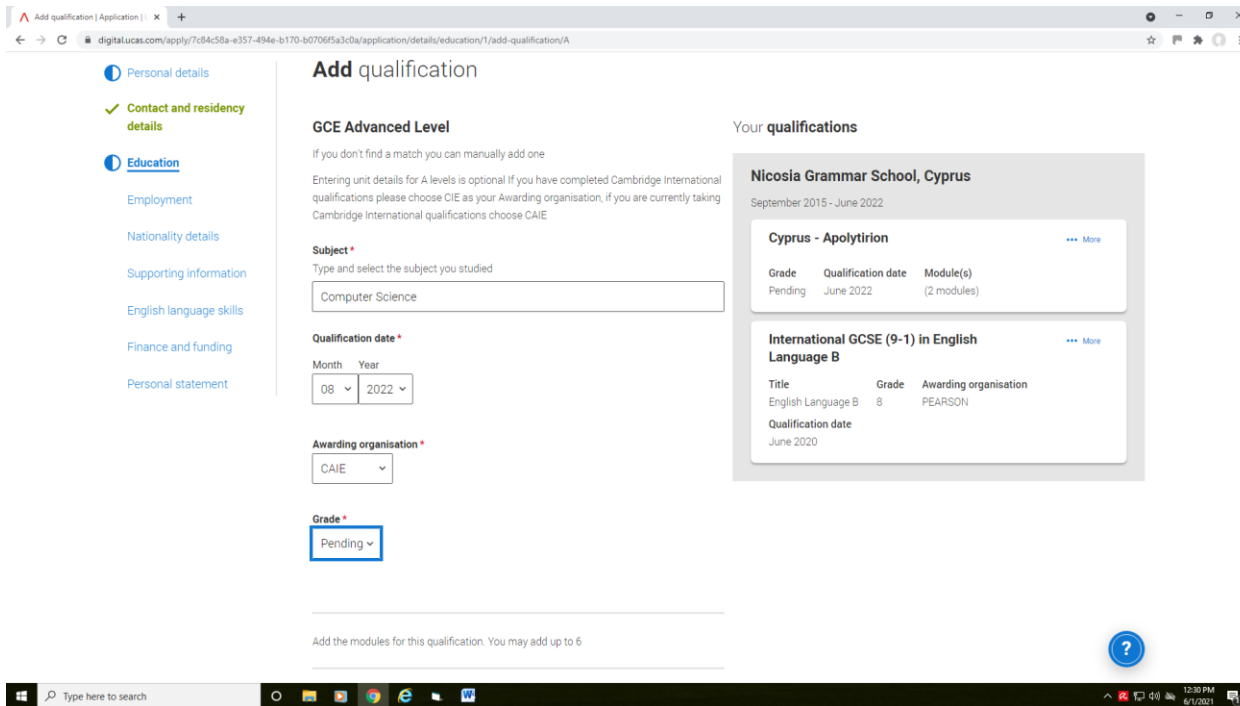 Add qualification | Application | U
digital.ucas.com/apply/7c84c58a-e357-494e-b170-b0706f5a3c0a/application/details/education/1/add-qualification/A
Personal details
Contact and residency
details
Education
Employment
Nationality details
Supporting information
English language skills
Finance and funding
Personal statement
Add qualification
GCE Advanced Level
If you don't find a match you can manually add one
Entering unit details for A levels is optional If you have completed Cambridge International
qualifications please choose CIE as your Awarding organisation, if you are currently taking
Cambridge International qualifications choose CAIE
Subject *
Type and select the subject you studied
Computer Science
Qualification date *
Month Year
08 2022
Awarding organisation *
CAIE
Grade *
Pending
Add the modules for this qualification. You may add up to 6
Your qualifications
Nicosia Grammar School, Cyprus
September 2015 - June 2022
Cyprus - Apolytirion
More
Grade Qualification date Module(s)
Pending June 2022 (2 modules)
International GCSE (9-1) in English
Language B
More
Title Grade Awarding organisation
English Language B 8 PEARSON
Qualification date
June 2020
?
Type here to search
12:30 PM
6/1/2021